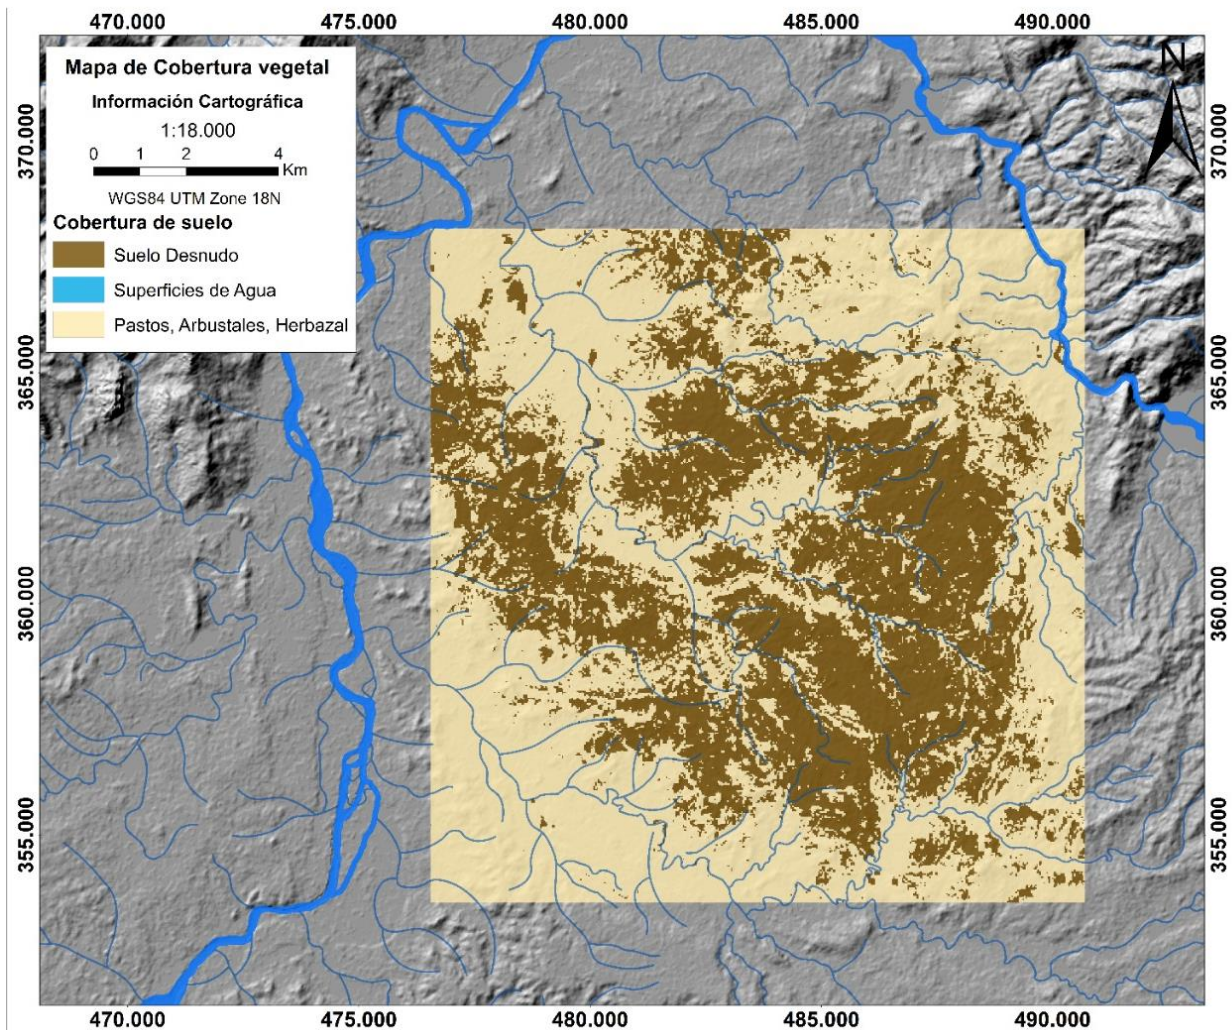 470.000 475.000 480.000 485.000 490.000
Mapa de Cobertura vegetal
Información Cartográfica
1:18.000
0 1 2 4
Km
WGS84 UTM Zone 18N
Cobertura de suelo
Suelo Desnudo
Superficies de Agua
Pastos, Arbustales, Herbazal
N
370.000
365.000
360.000
355.000
370.000
365.000
360.000
355.000
470.000 475.000 480.000 485.000 490.000